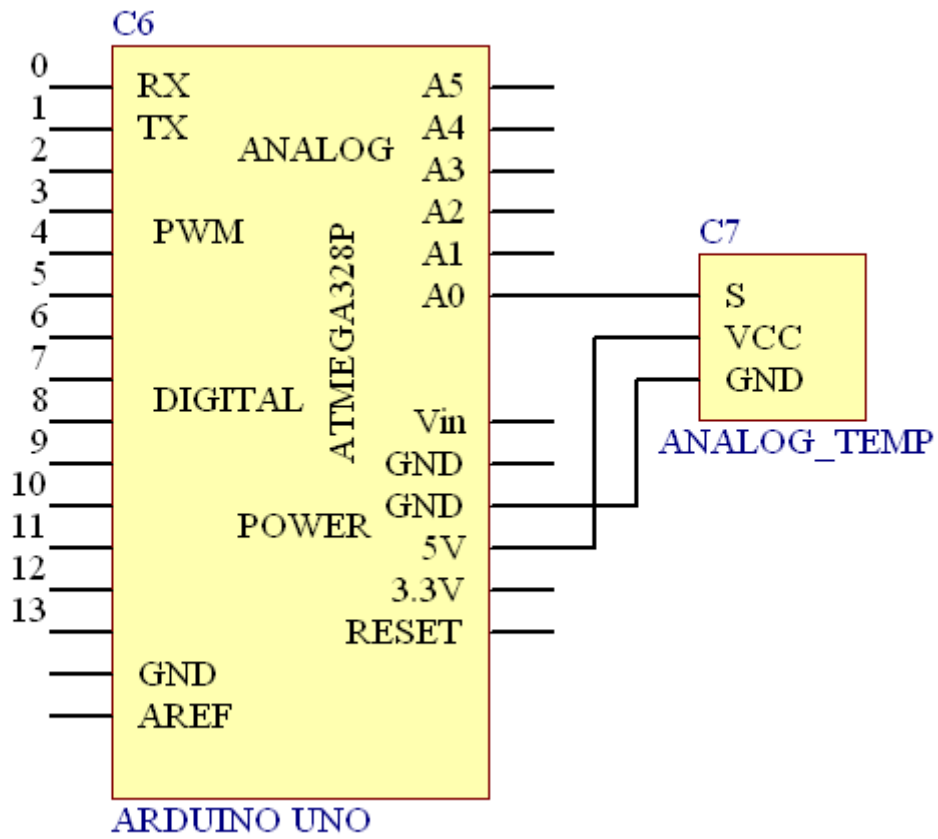 C6
0
RX
A5
1
TX
A4
2
ANALOG
A3
3
PWM
A2
4
A1
C7
5
A0
S
6
VCC
7
GND
ATMEGA328P
8
DIGITAL
Vin
ANALOG_TEMP
9
GND
10
GND
11
POWER
5V
12
3.3V
13
RESET
GND
AREF
ARDUINO UNO